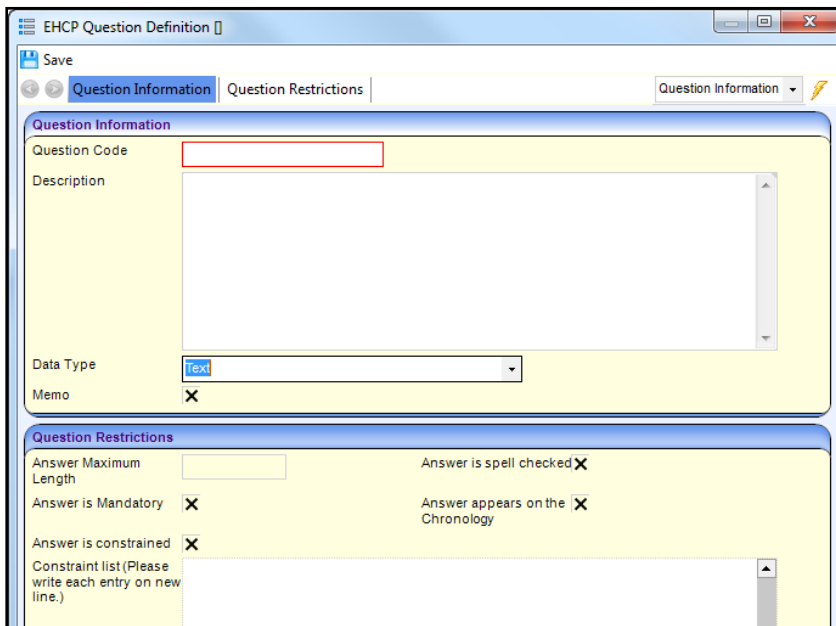 EHCP Question Definition []
Save
Question Information Question Restrictions Question Information
Question Information
Question Code
Description
Data Type Text
Memo
Question Restrictions
Answer Maximum Answer is spell checked
Length
Answer is Mandatory Answer appears on the
Chronology
Answer is constrained
Constraint list (Please
write each entry on new
line.)